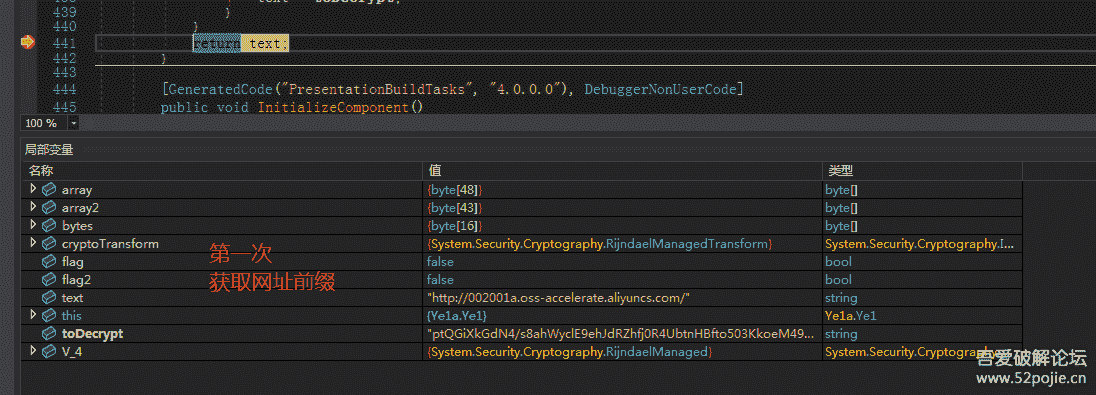 439 }
440 }
441 return text;
442 }
443
444 [GeneratedCode("PresentationBuildTasks", "4.0.0.0"), DebuggerNonUserCode]
445 public void InitializeComponent()
100 %
局部变量
名称 值 类型
array {byte[48]} byte[]
array2 {byte[43]} byte[]
bytes {byte[16]} byte[]
cryptoTransform {System.Security.Cryptography.RijndaelManagedTransform} System.Security.Cryptography.I...
第一次
flag false bool
flag2 false bool
获取网址前缀
text "http://002001a.oss-accelerate.aliyuncs.com/" string
this {Ye1a.Ye1} Ye1a.Ye1
toDecrypt "ptQGiXkGdN4/s8ahWyclE9ehJdRZhfj0R4UbtnHBfto503KkoeM49... string
V_4 {System.Security.Cryptography.RijndaelManaged} System.Security.Cryptography
吾爱破解论坛
www.52pojie.cn